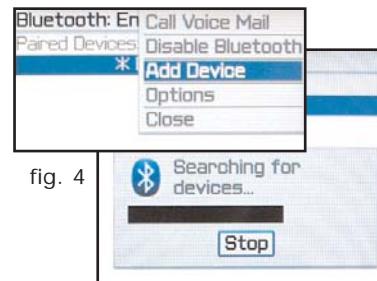 Bluetooth: En
Call Voice Mail
Paired Devices
Disable Bluetooth
Add Device
Options
Close
fig. 4
Searching for
devices...
Stop